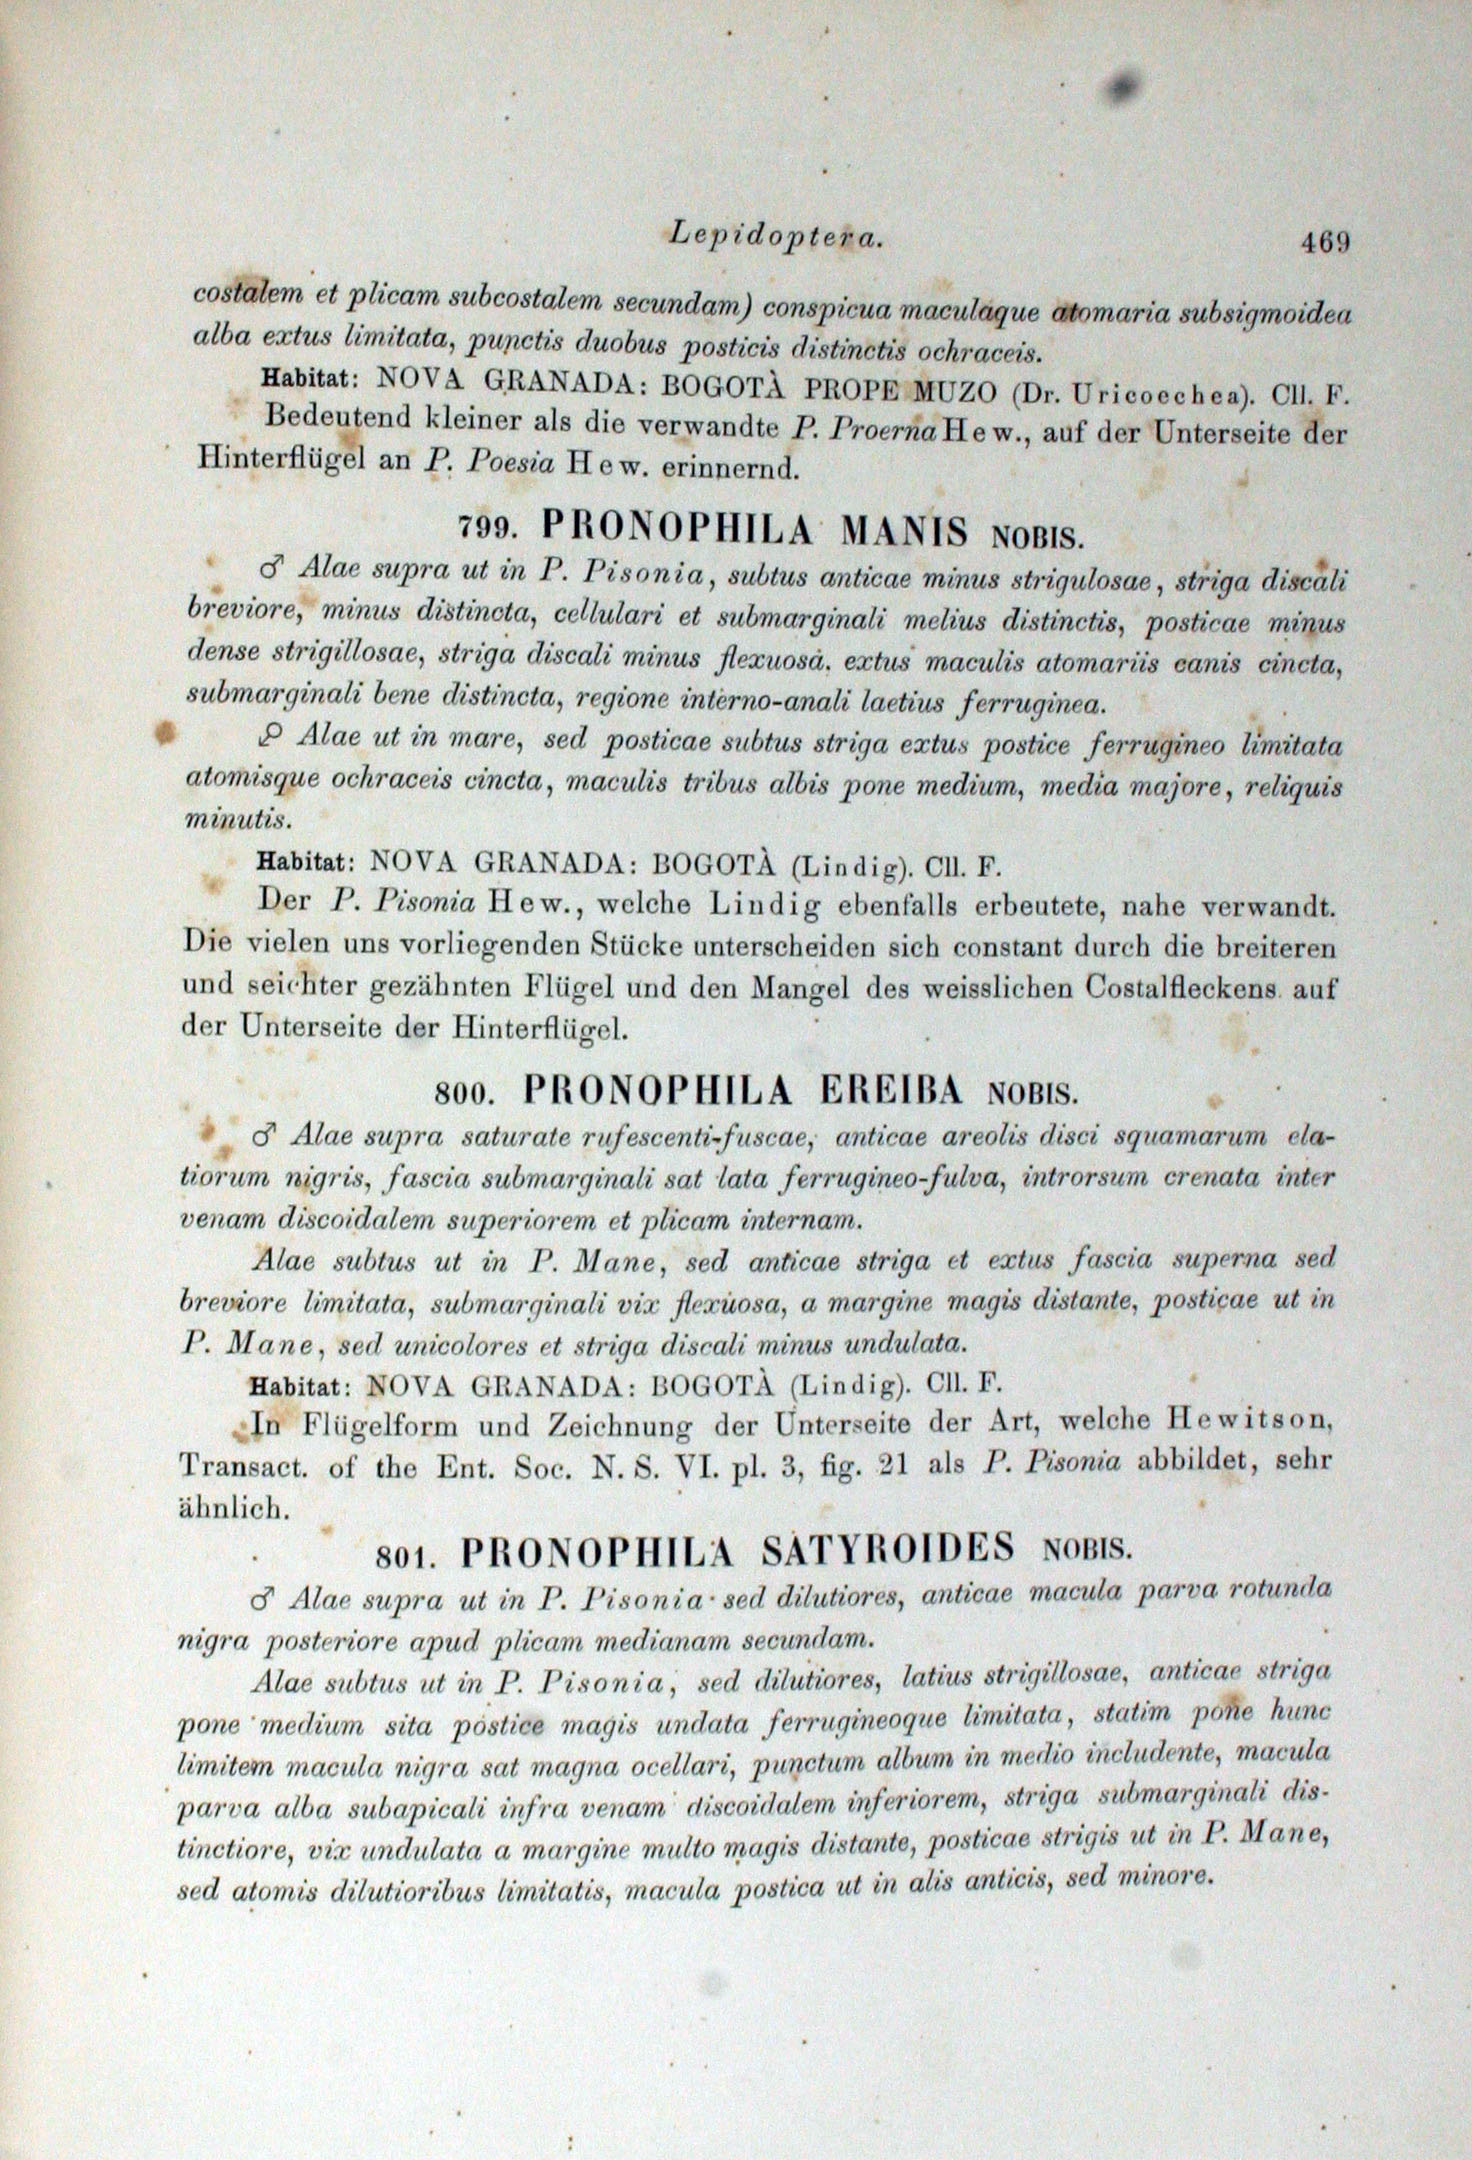 Lepidoptera. 469
costalem et plicam subcostalem secundam) conspicua maculaque atomaria subsigmoidea
alba extus limitata, punctis duobus posticis distinctis ochraceis.
Habitat: NOVA GRANADA: BOGOTÀ PROPE MUZO (Dr. Uricoechea). Cll. F.
Bedeutend kleiner als die verwandte P. Proerna Hew., auf der Unterseite der
Hinterflügel an P. Poesia Hew. erinnernd.
799. PRONOPHILA MANIS NOBIS.
♂ Alae supra ut in P. Pisonia, subtus anticae minus strigulosae, striga discali
breviore, minus distincta, cellulari et submarginali melius distinctis, posticae minus
dense strigillosae, striga discali minus flexuosa, extus maculis atomariis canis cincta,
submarginali bene distincta, regione interno-anali laetius ferruginea.
♀ Alae ut in mare, sed posticae subtus striga extus postice ferrugineo limitata
atomisque ochraceis cincta, maculis tribus albis pone medium, media majore, reliquis
minutis.
Habitat: NOVA GRANADA: BOGOTÀ (Lindig). Cll. F.
Der P. Pisonia Hew., welche Lindig ebenfalls erbeutete, nahe verwandt.
Die vielen uns vorliegenden Stücke unterscheiden sich constant durch die breiteren
und seichter gezähnten Flügel und den Mangel des weisslichen Costalfleckens auf
der Unterseite der Hinterflügel.
800. PRONOPHILA EREIBA NOBIS.
♂ Alae supra saturate rufescenti-fuscae, anticae areolis disci squamarum ela-
tiorum nigris, fascia submarginali sat lata ferrugineo-fulva, introrsum crenata inter
venam discoidalem superiorem et plicam internam.
Alae subtus ut in P. Mane, sed anticae striga et extus fascia superna sed
breviore limitata, submarginali vix flexuosa, a margine magis distante, posticae ut in
P. Mane, sed unicolores et striga discali minus undulata.
Habitat: NOVA GRANADA: BOGOTÀ (Lindig). Cll. F.
In Flügelform und Zeichnung der Unterseite der Art, welche Hewitson,
Transact. of the Ent. Soc. N. S. VI. pl. 3, fig. 21 als P. Pisonia abbildet, sehr
ähnlich.
801. PRONOPHILA SATYROIDES NOBIS.
♂ Alae supra ut in P. Pisonia sed dilutiores, anticae macula parva rotunda
nigra posteriore apud plicam medianam secundam.
Alae subtus ut in P. Pisonia, sed dilutiores, latius strigillosae, anticae striga
pone medium sita postice magis undata ferrugineoque limitata, statim pone hunc
limitem macula nigra sat magna ocellari, punctum album in medio includente, macula
parva alba subapicali infra venam discoidalem inferiorem, striga submarginali dis-
tinctiore, vix undulata a margine multo magis distante, posticae strigis ut in P. Mane,
sed atomis dilutioribus limitatis, macula postica ut in alis anticis, sed minore.